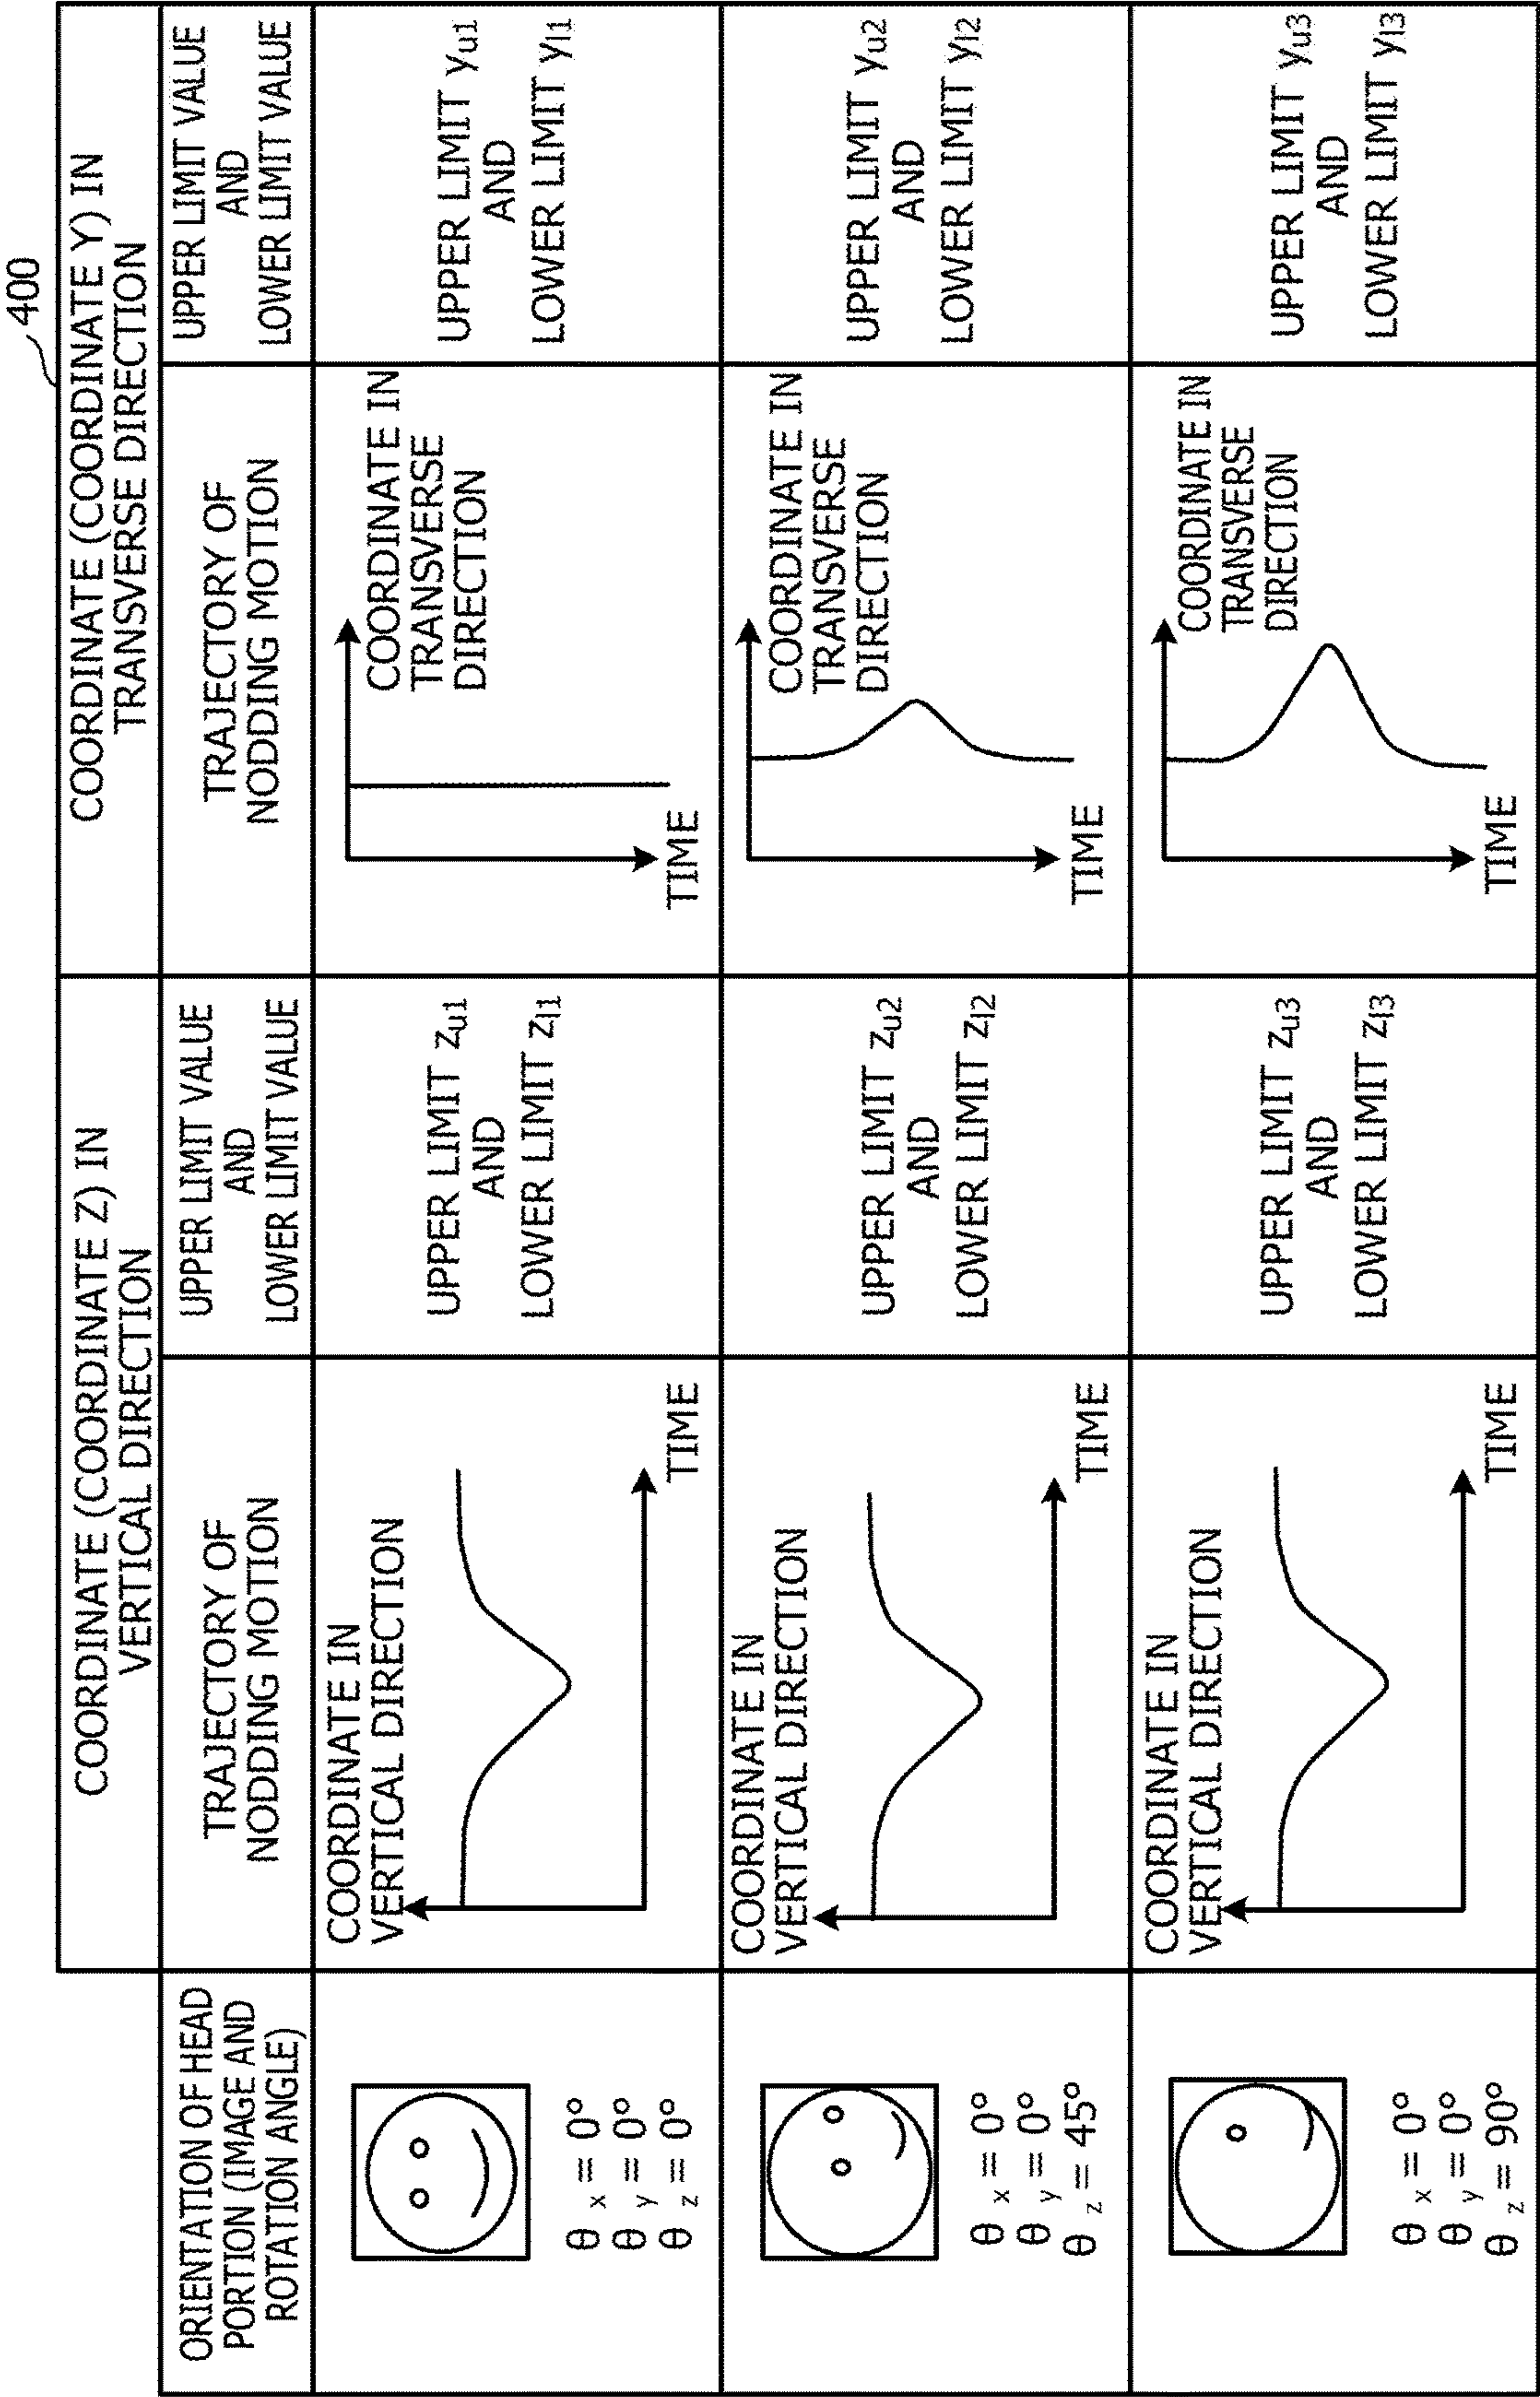 400
COORDINATE (COORDINATE Z) IN
VERTICAL DIRECTION
COORDINATE (COORDINATE Y) IN
TRANSVERSE DIRECTION
ORIENTATION OF HEAD
PORTION (IMAGE AND
ROTATION ANGLE)
TRAJECTORY OF
NODDING MOTION
UPPER LIMIT VALUE
AND
LOWER LIMIT VALUE
TRAJECTORY OF
NODDING MOTION
UPPER LIMIT VALUE
AND
LOWER LIMIT VALUE
θx = 0°
θy = 0°
θz = 0°
COORDINATE IN
VERTICAL DIRECTION
TIME
UPPER LIMIT zu1
AND
LOWER LIMIT zl1
COORDINATE IN
TRANSVERSE
DIRECTION
TIME
UPPER LIMIT yu1
AND
LOWER LIMIT yl1
θx = 0°
θy = 0°
θz = 45°
COORDINATE IN
VERTICAL DIRECTION
TIME
UPPER LIMIT zu2
AND
LOWER LIMIT zl2
COORDINATE IN
TRANSVERSE
DIRECTION
TIME
UPPER LIMIT yu2
AND
LOWER LIMIT yl2
θx = 0°
θy = 0°
θz = 90°
COORDINATE IN
VERTICAL DIRECTION
TIME
UPPER LIMIT zu3
AND
LOWER LIMIT zl3
COORDINATE IN
TRANSVERSE
DIRECTION
TIME
UPPER LIMIT yu3
AND
LOWER LIMIT yl3